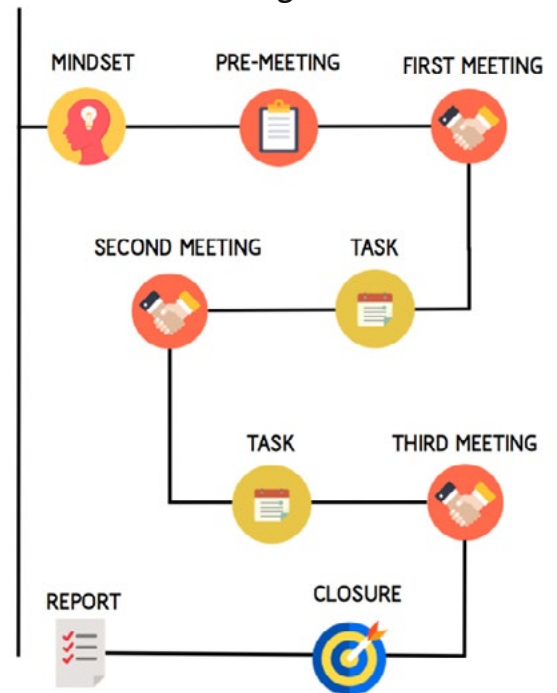 MINDSET
PRE-MEETING
FIRST MEETING
SECOND MEETING
TASK
TASK
THIRD MEETING
REPORT
CLOSURE